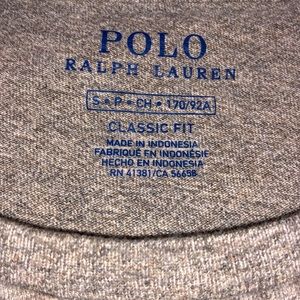 POLO
RALPH LAUREN
S • P • CH • 170/92A
CLASSIC FIT
MADE IN INDONESIA
FABRIQUÉ EN INDONÉSIE
HECHO EN INDONESIA
RN 41381/CA 56658